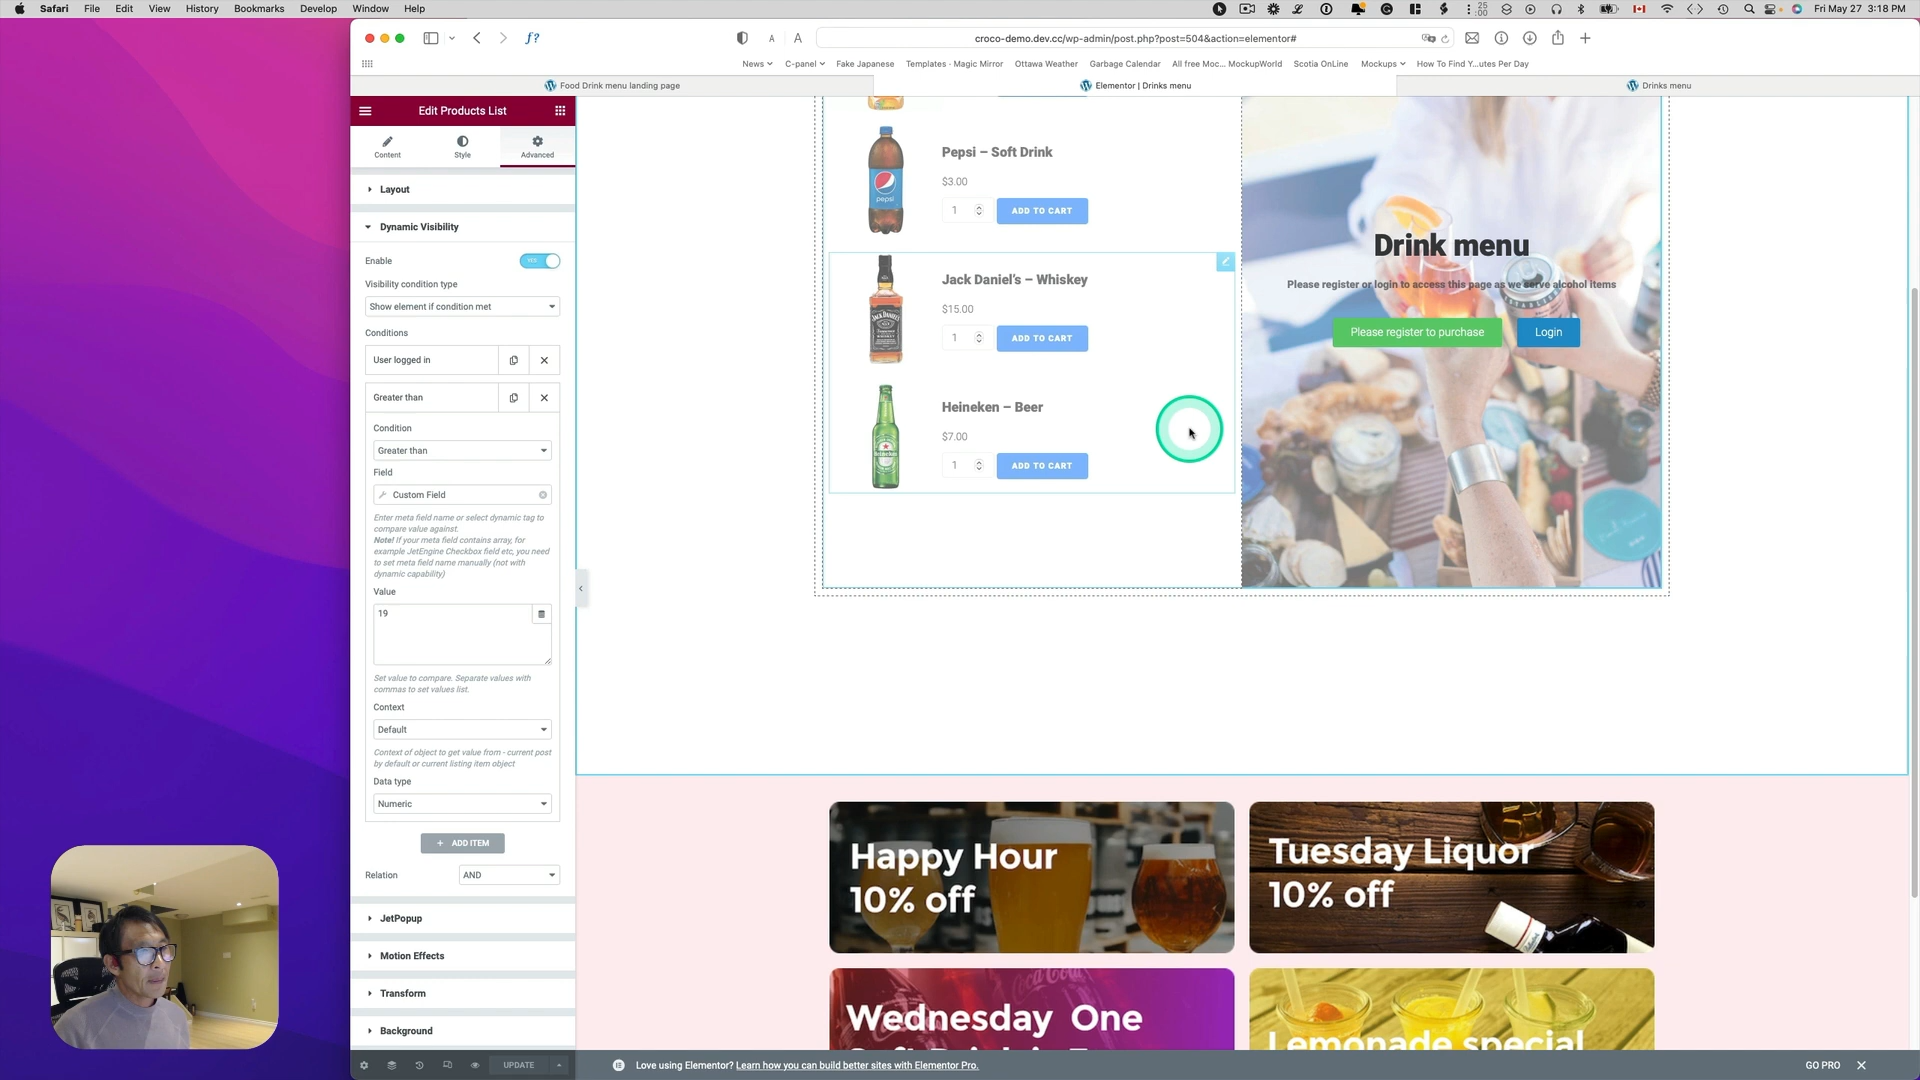 Safari File Edit View History Bookmarks Develop Window Help
25
:00
Fri May 27 3:18 PM
f?
A A
croco-demo.dev.cc/wp-admin/post.php?post=504&action=elementor#
News C-panel Fake Japanese Templates - Magic Mirror Ottawa Weather Garbage Calendar All free Moc... MockupWorld Scotia OnLine Mockups How To Find Y...utes Per Day
Food Drink menu landing page
Elementor | Drinks menu
Drinks menu
Edit Products List
Content
Style
Advanced
Layout
Dynamic Visibility
Enable
YES
Visibility condition type
Show element if condition met
Conditions
User logged in
Greater than
Condition
Greater than
Field
Custom Field
Enter meta field name or select dynamic tag to
compare value against.
Note! If your meta field contains array, for
example JetEngine Checkbox field etc, you need
to set meta field name manually (not with
dynamic capability)
Value
19
Set value to compare. Separate values with
commas to set values list.
Context
Default
Context of object to get value from - current post
by default or current listing item object
Data type
Numeric
+ ADD ITEM
Relation
AND
JetPopup
Motion Effects
Transform
Background
UPDATE
Pepsi – Soft Drink
$3.00
1
ADD TO CART
pepsi
Jack Daniel's – Whiskey
$15.00
1
ADD TO CART
Heineken – Beer
$7.00
1
ADD TO CART
Drink menu
Please register or login to access this page as we serve alcohol items
Please register to purchase
Login
Happy Hour
10% off
Tuesday Liquor
10% off
Wednesday One
Lemonade special
Love using Elementor? Learn how you can build better sites with Elementor Pro.
GO PRO